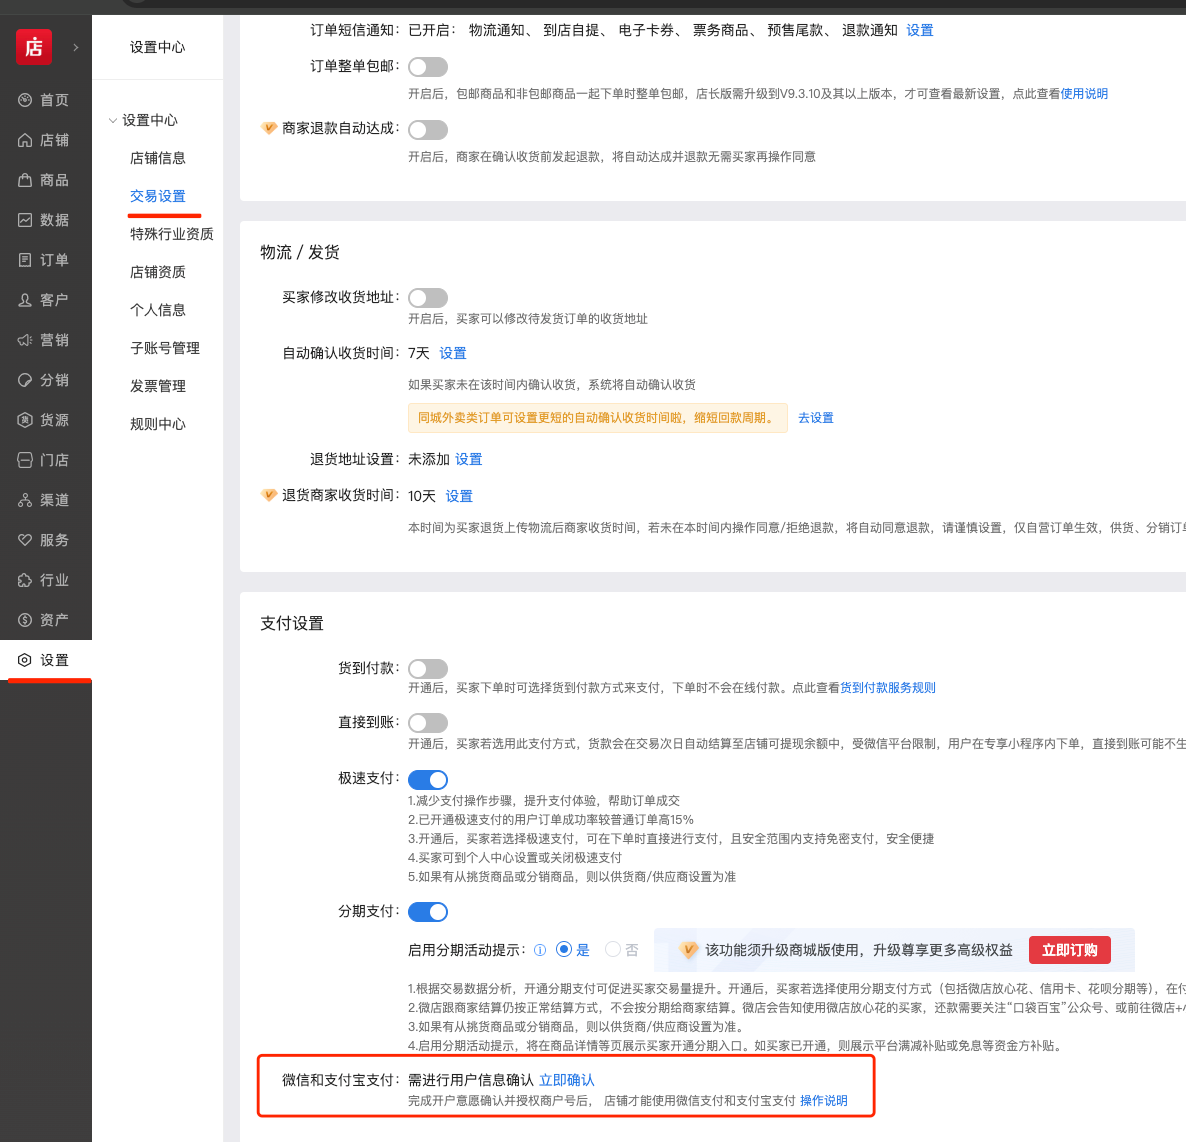 店
首页
店铺
商品
数据
订单
客户
营销
分销
货源
门店
渠道
服务
行业
资产
设置
设置中心
设置中心
店铺信息
交易设置
特殊行业资质
店铺资质
个人信息
子账号管理
发票管理
规则中心
订单短信通知： 已开启： 物流通知、 到店自提、 电子卡券、 票务商品、 预售尾款、 退款通知 设置
订单整单包邮：
开启后，包邮商品和非包邮商品一起下单时整单包邮，店长版需升级到V9.3.10及其以上版本，才可查看最新设置，点此查看使用说明
商家退款自动达成：
开启后，商家在确认收货前发起退款，将自动达成并退款无需买家再操作同意
物流 / 发货
买家修改收货地址：
开启后，买家可以修改待发货订单的收货地址
自动确认收货时间： 7天 设置
如果买家未在该时间内确认收货，系统将自动确认收货
同城外卖类订单可设置更短的自动确认收货时间啦，缩短回款周期。 去设置
退货地址设置： 未添加 设置
退货商家收货时间： 10天 设置
本时间为买家退货上传物流后商家收货时间，若未在本时间内操作同意/拒绝退款，将自动同意退款，请谨慎设置，仅自营订单生效，供货、分销订单
支付设置
货到付款：
开通后，买家下单时可选择货到付款方式来支付，下单时不会在线付款。点此查看货到付款服务规则
直接到账：
开通后，买家若选用此支付方式，货款会在交易次日自动结算至店铺可提现余额中，受微信平台限制，用户在专享小程序内下单，直接到账可能不生
极速支付：
1.减少支付操作步骤，提升支付体验，帮助订单成交
2.已开通极速支付的用户订单成功率较普通订单高15%
3.开通后，买家若选择极速支付，可在下单时直接进行支付，且安全范围内支持免密支付，安全便捷
4.买家可到个人中心设置或关闭极速支付
5.如果有从挑货商品或分销商品，则以供货商/供应商设置为准
分期支付：
启用分期活动提示： 是 否 该功能须升级商城版使用，升级尊享更多高级权益 立即订购
1.根据交易数据分析，开通分期支付可促进买家交易量提升。开通后，买家若选择使用分期支付方式（包括微店放心花、信用卡、花呗分期等），在付
2.微店跟商家结算仍按正常结算方式，不会按分期给商家结算。微店会告知使用微店放心花的买家，还款需要关注“口袋百宝”公众号、或前往微店+小
3.如果有从挑货商品或分销商品，则以供货商/供应商设置为准。
4.启用分期活动提示，将在商品详情等页展示买家开通分期入口。如买家已开通，则展示平台满减补贴或免息等资金方补贴。
微信和支付宝支付： 需进行用户信息确认 立即确认
完成开户意愿确认并授权商户号后， 店铺才能使用微信支付和支付宝支付 操作说明